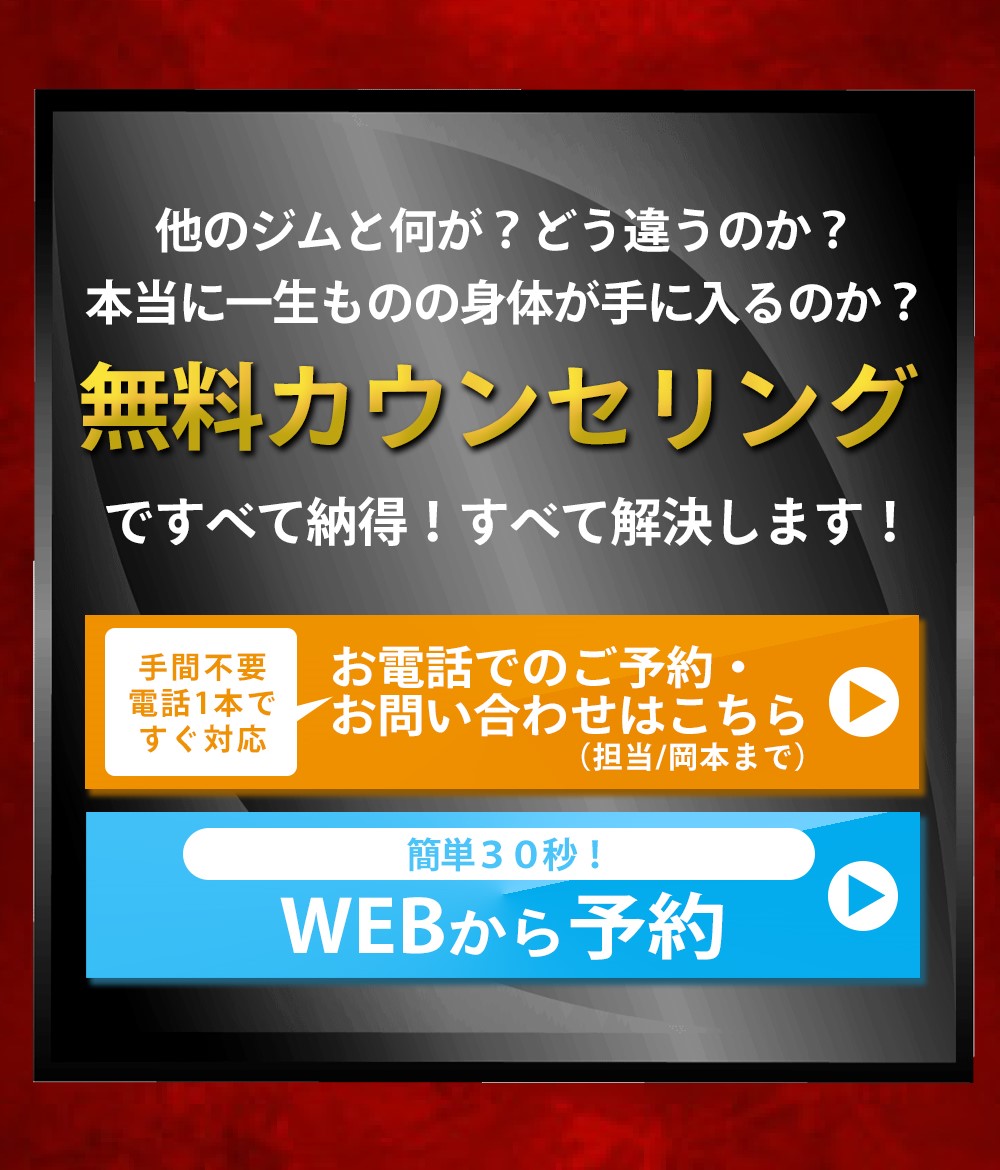 他のジムと何が？どう違うのか？
本当に一生ものの身体が手に入るのか？
無料カウンセリング
ですべて納得！すべて解決します！
手間不要
電話1本で
すぐ対応
お電話でのご予約・
お問い合わせはこちら
（担当/岡本まで）
簡単３０秒！
WEBから予約